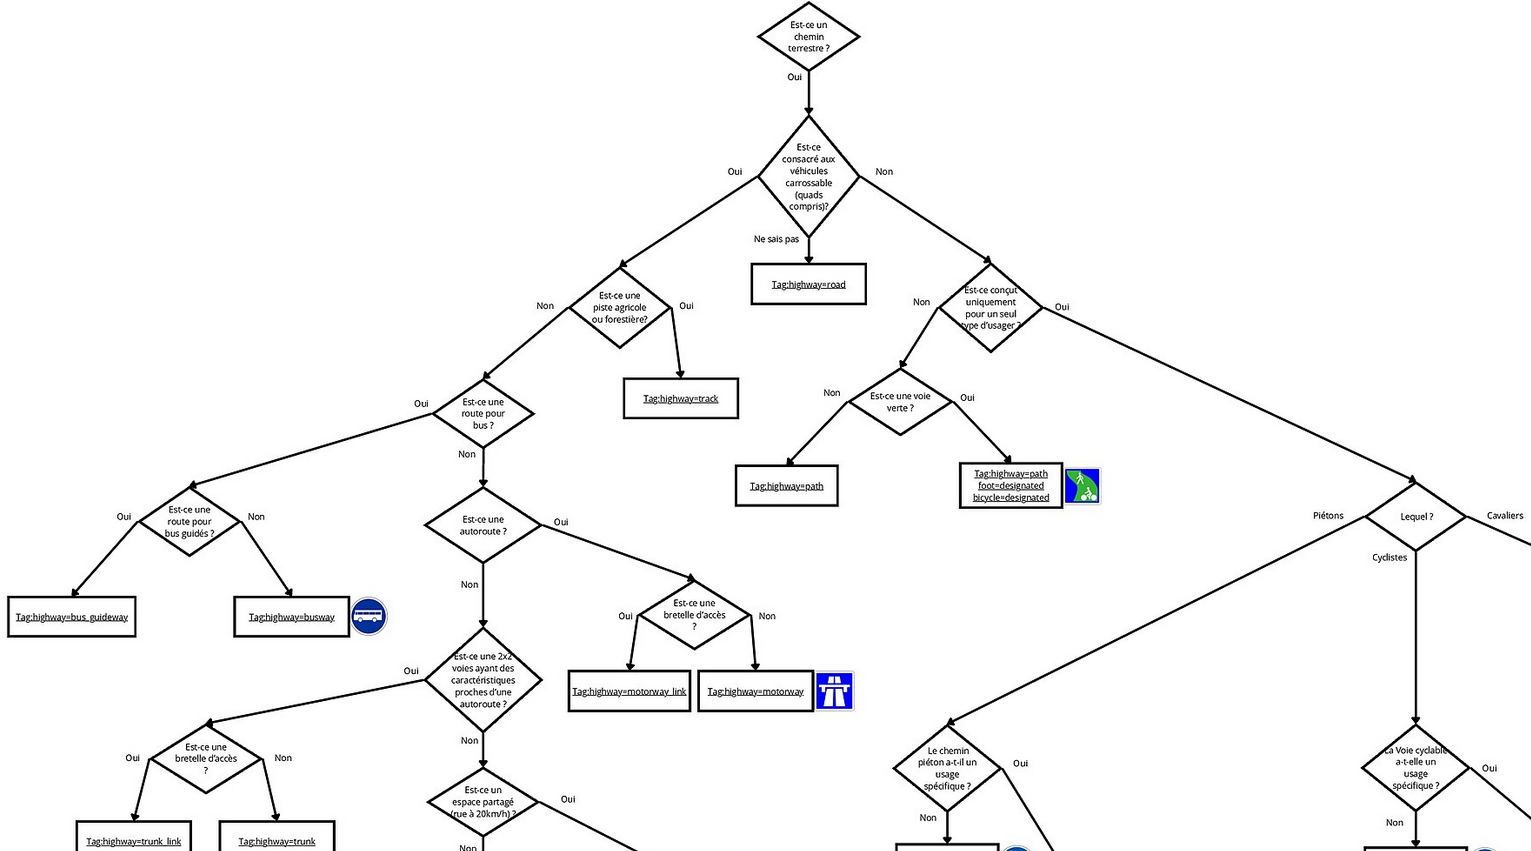 Est-ce un
chemin
terrestre ?
Oui
Est-ce
consacré aux
véhicules
carrossable
(quads
compris)?
Oui
Non
Ne sais pas
Tag:highway=road
Est-ce une
piste agricole
ou forestière?
Non
Oui
Tag:highway=track
Est-ce conçut
uniquement
pour un seul
type d'usager ?
Non
Oui
Est-ce une voie
verte ?
Non
Oui
Tag:highway=path
Tag:highway=path
foot=designated
bicycle=designated
Est-ce une
route pour
bus ?
Oui
Non
Est-ce une
route pour
bus guidés ?
Oui
Non
Tag:highway=bus_guideway
Tag:highway=busway
Est-ce une
autoroute ?
Oui
Non
Est-ce une
bretelle d'accès
?
Oui
Non
Tag:highway=motorway_link
Tag:highway=motorway
Est-ce une 2x2
voies ayant des
caractéristiques
proches d'une
autoroute ?
Oui
Non
Est-ce une
bretelle d'accès
?
Oui
Non
Tag:highway=trunk_link
Tag:highway=trunk
Est-ce un
espace partagé
(rue à 20km/h) ?
Oui
Non
Lequel ?
Piétons
Cavaliers
Cyclistes
Le chemin
piéton a-t-il un
usage
spécifique ?
Oui
Non
La Voie cyclable
a-t-elle un
usage
spécifique ?
Oui
Non